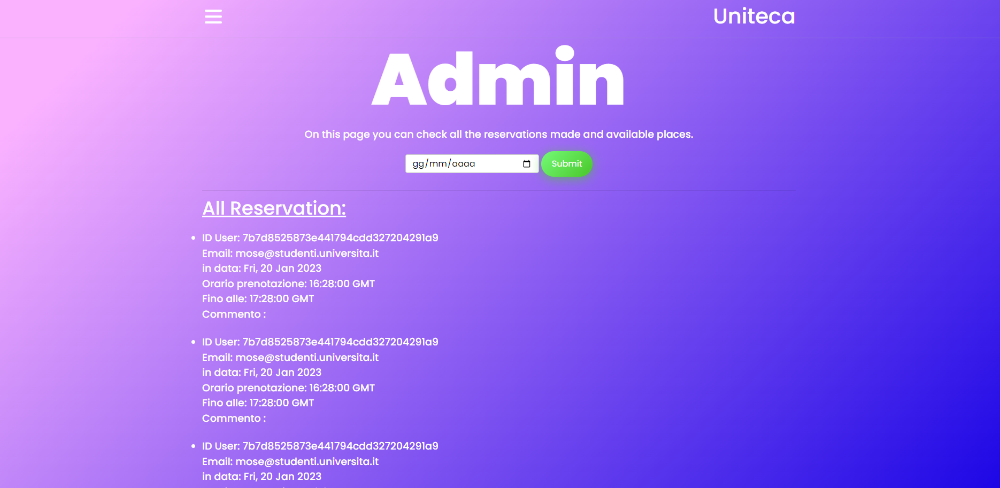 Uniteca
Admin
On this page you can check all the reservations made and available places.
gg/mm/aaaa
Submit
All Reservation:
ID User: 7b7d8525873e441794cdd327204291a9
Email: mose@studenti.universita.it
in data: Fri, 20 Jan 2023
Orario prenotazione: 16:28:00 GMT
Fino alle: 17:28:00 GMT
Commento :
ID User: 7b7d8525873e441794cdd327204291a9
Email: mose@studenti.universita.it
in data: Fri, 20 Jan 2023
Orario prenotazione: 16:28:00 GMT
Fino alle: 17:28:00 GMT
Commento :
ID User: 7b7d8525873e441794cdd327204291a9
Email: mose@studenti.universita.it
in data: Fri, 20 Jan 2023